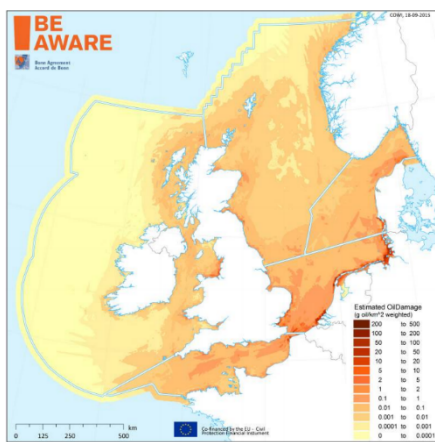 BE
AWARE
Bonn Agreement
Accord de Bonn
COWI, 18-09-2013
Estimated OilDamage
(g oil/km^2 weighted)
200 to 500
100 to 200
50 to 100
20 to 50
10 to 20
5 to 10
2 to 5
1 to 2
0.1 to 1
0.01 to 0.1
0.001 to 0.01
0.0001 to 0.001
0 to 0.0001
0 125 250 500
km
Co-financed by the EU – Civil
Protection Financial Instrument